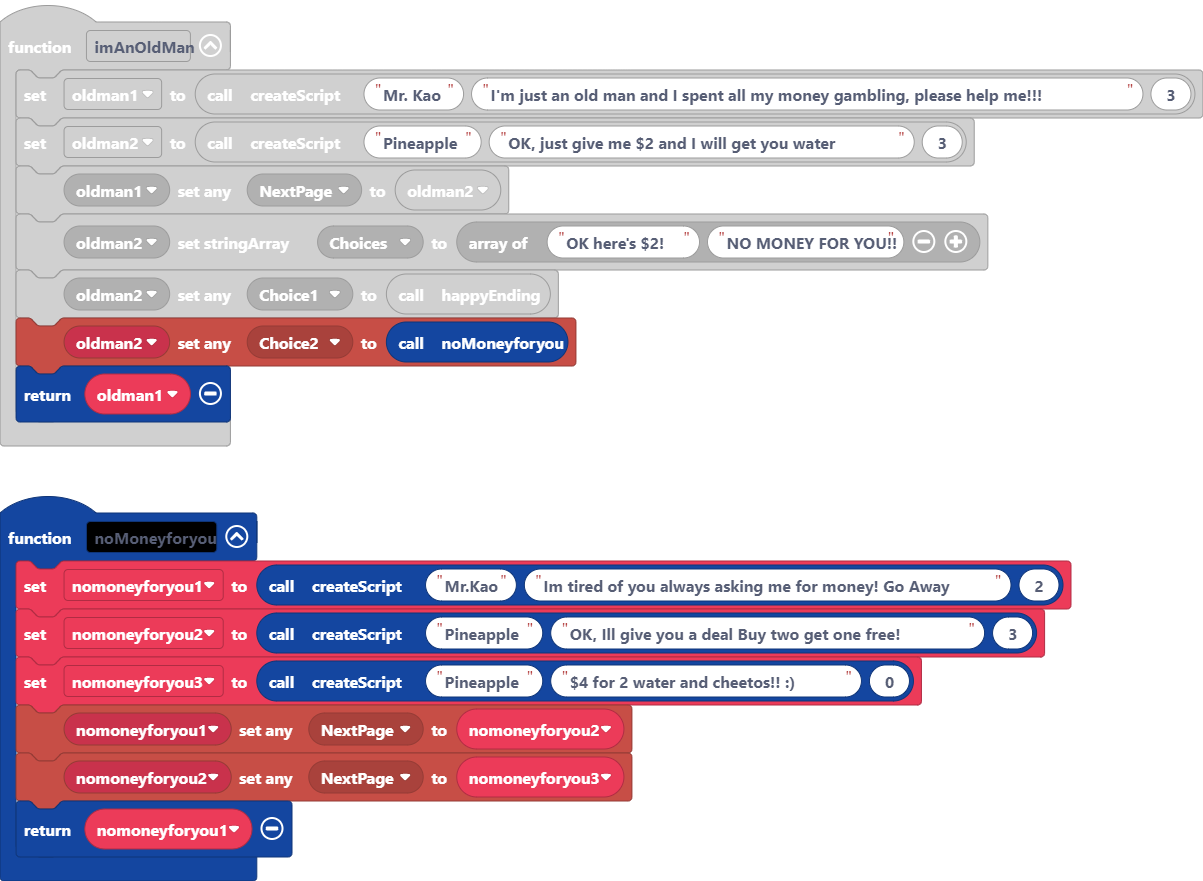 function imAnOldMan
set oldman1 to call createScript "Mr. Kao" "I'm just an old man and I spent all my money gambling, please help me!!!" 3
set oldman2 to call createScript "Pineapple" "OK, just give me $2 and I will get you water" 3
oldman1 set any NextPage to oldman2
oldman2 set stringArray Choices to array of "OK here's $2!" "NO MONEY FOR YOU!!"
oldman2 set any Choice1 to call happyEnding
oldman2 set any Choice2 to call noMoneyforyou
return oldman1
function noMoneyforyou
set nomoneyforyou1 to call createScript "Mr.Kao" "Im tired of you always asking me for money! Go Away" 2
set nomoneyforyou2 to call createScript "Pineapple" "OK, Ill give you a deal Buy two get one free!" 3
set nomoneyforyou3 to call createScript "Pineapple" "$4 for 2 water and cheetos!! :)" 0
nomoneyforyou1 set any NextPage to nomoneyforyou2
nomoneyforyou2 set any NextPage to nomoneyforyou3
return nomoneyforyou1